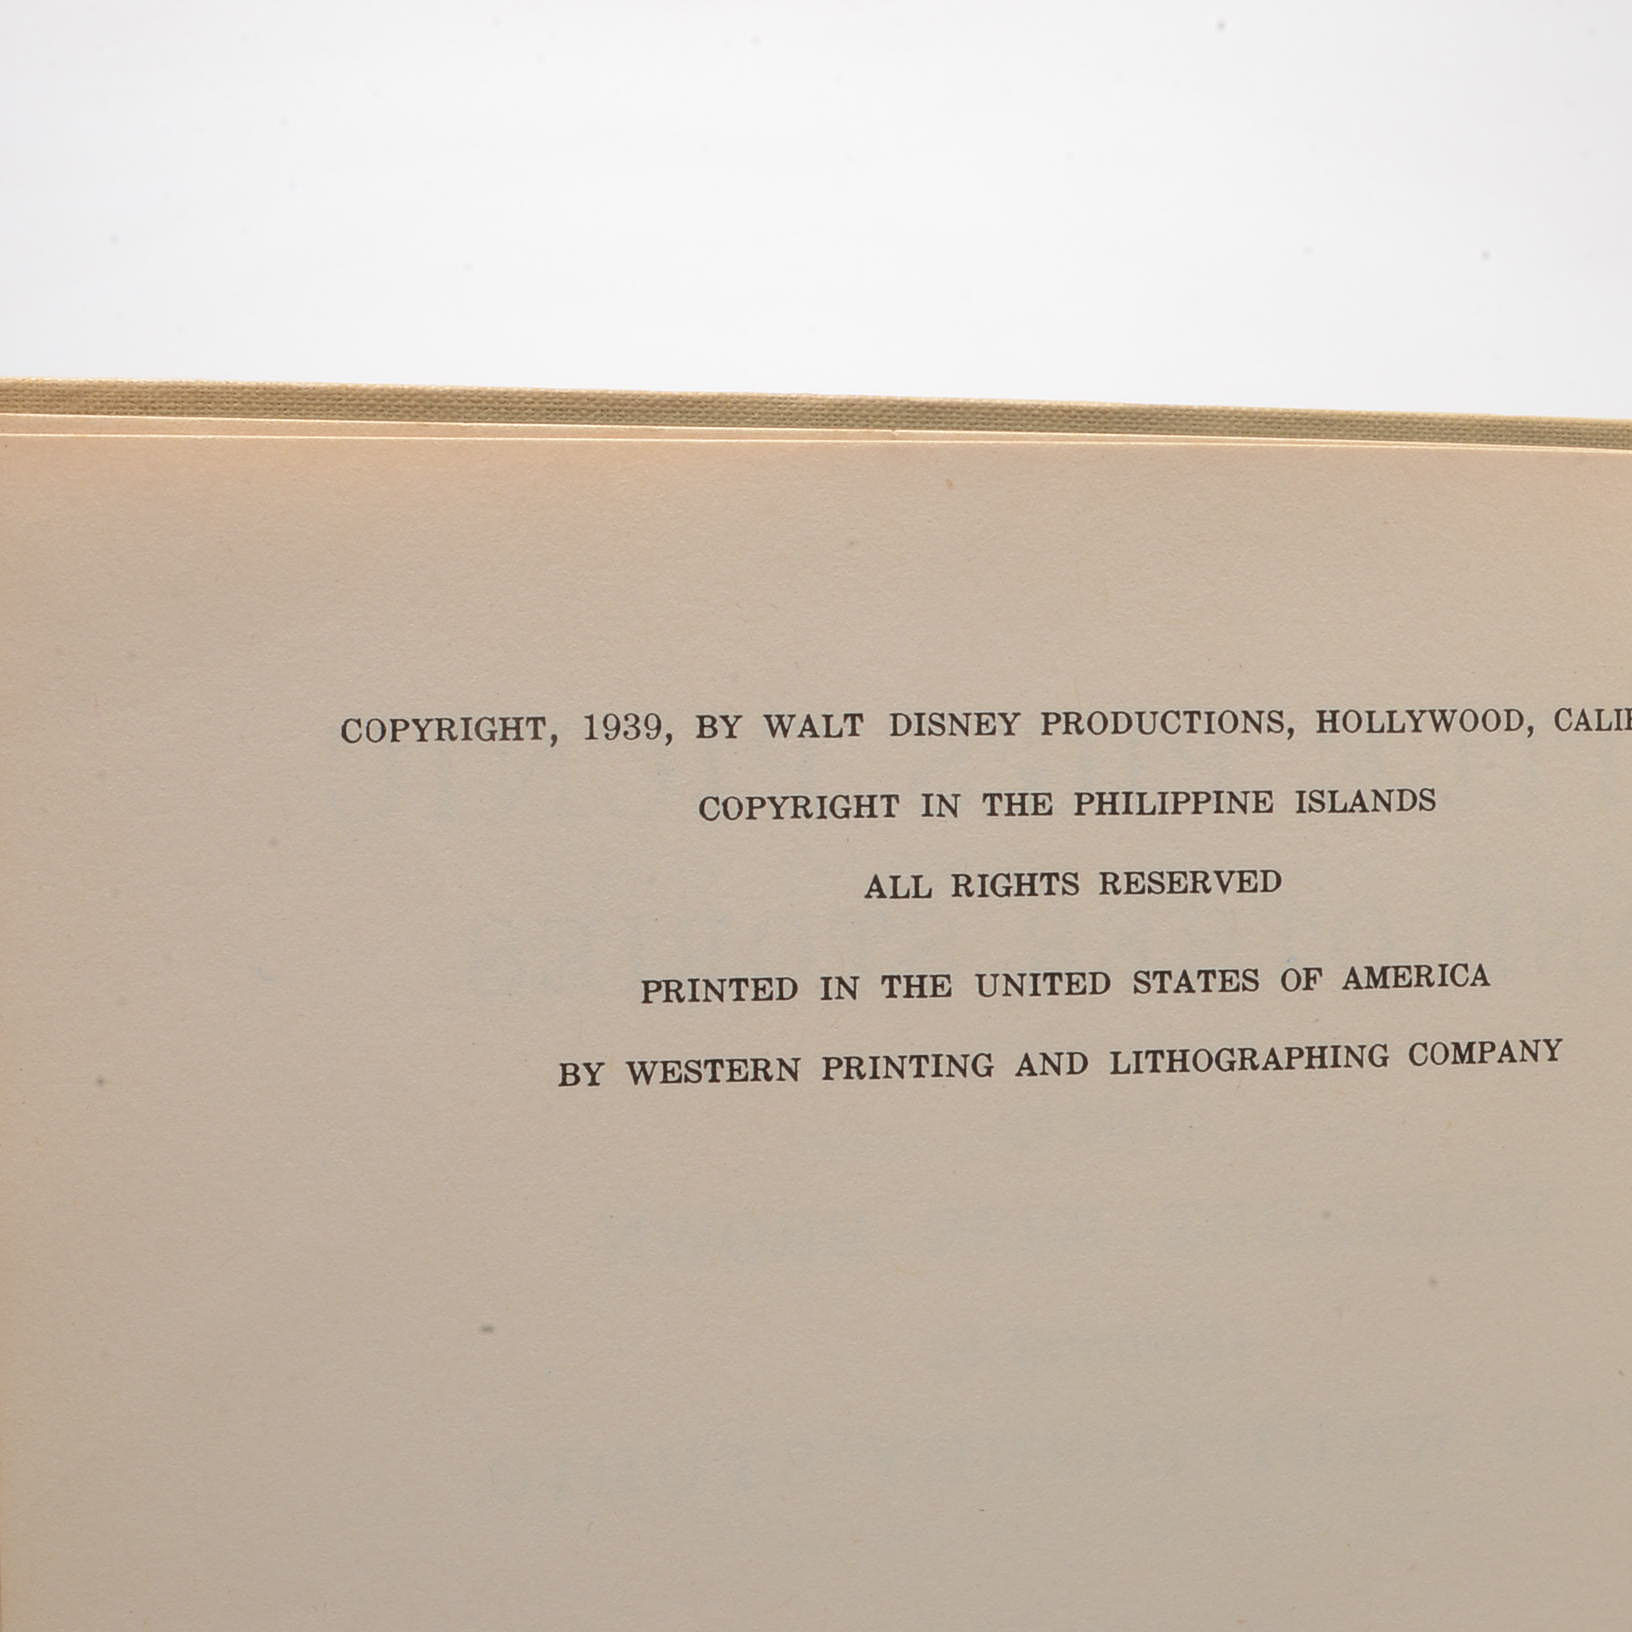 COPYRIGHT, 1939, BY WALT DISNEY PRODUCTIONS, HOLLYWOOD,
COPYRIGHT IN THE PHILIPPINE ISLANDS
ALL RIGHTS RESERVED
PRINTED IN THE UNITED STATES OF AMERICA
BY WESTERN PRINTING AND LITHOGRAPHING COMPANY